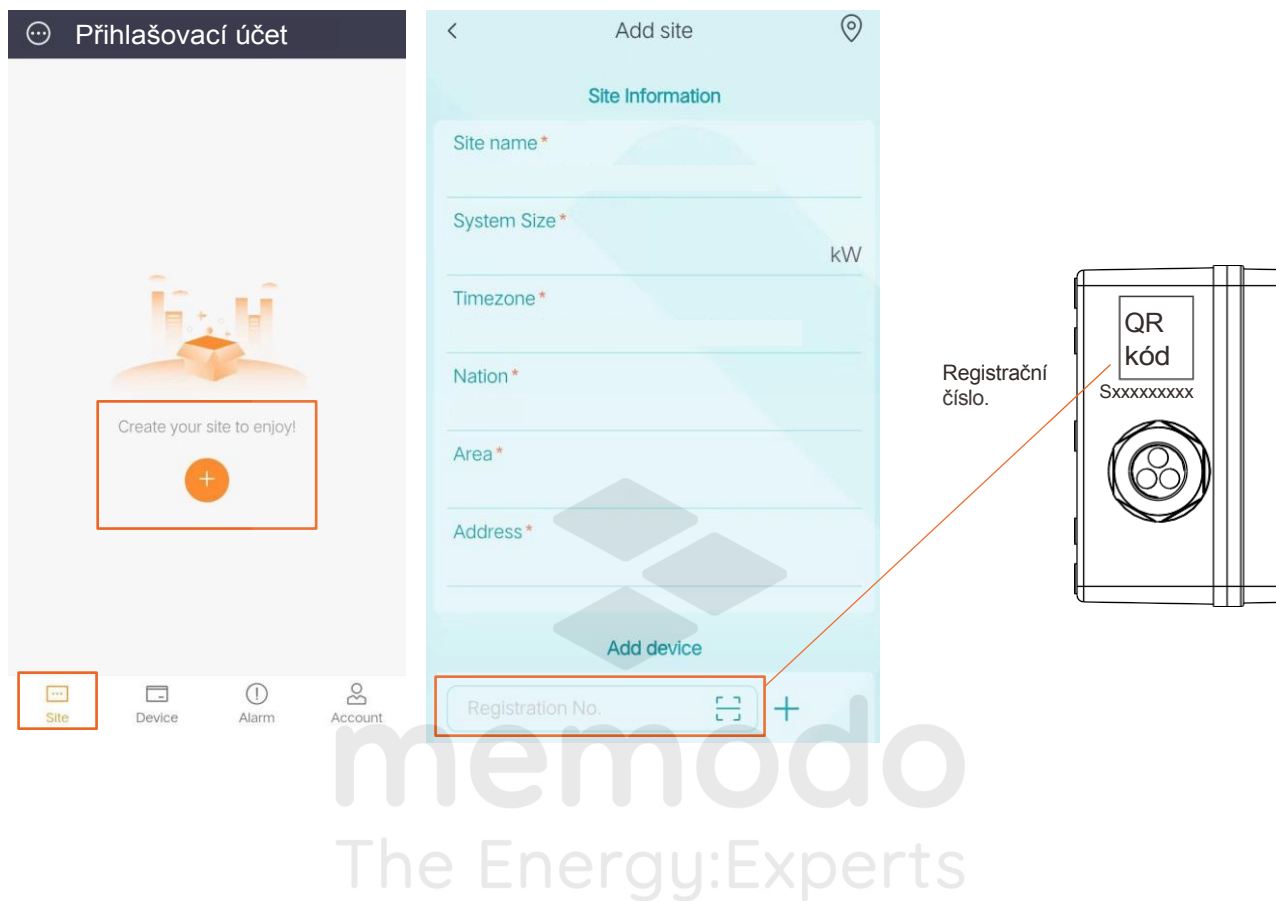 Přihlašovací účet
Create your site to enjoy!
Site
Device
Alarm
Account
Add site
Site Information
Site name *
System Size *
kW
Timezone *
Nation *
Area *
Address *
Add device
Registration No.
Registrační
číslo.
QR
kód
Sxxxxxxxxx
memodo
The Energy:Experts